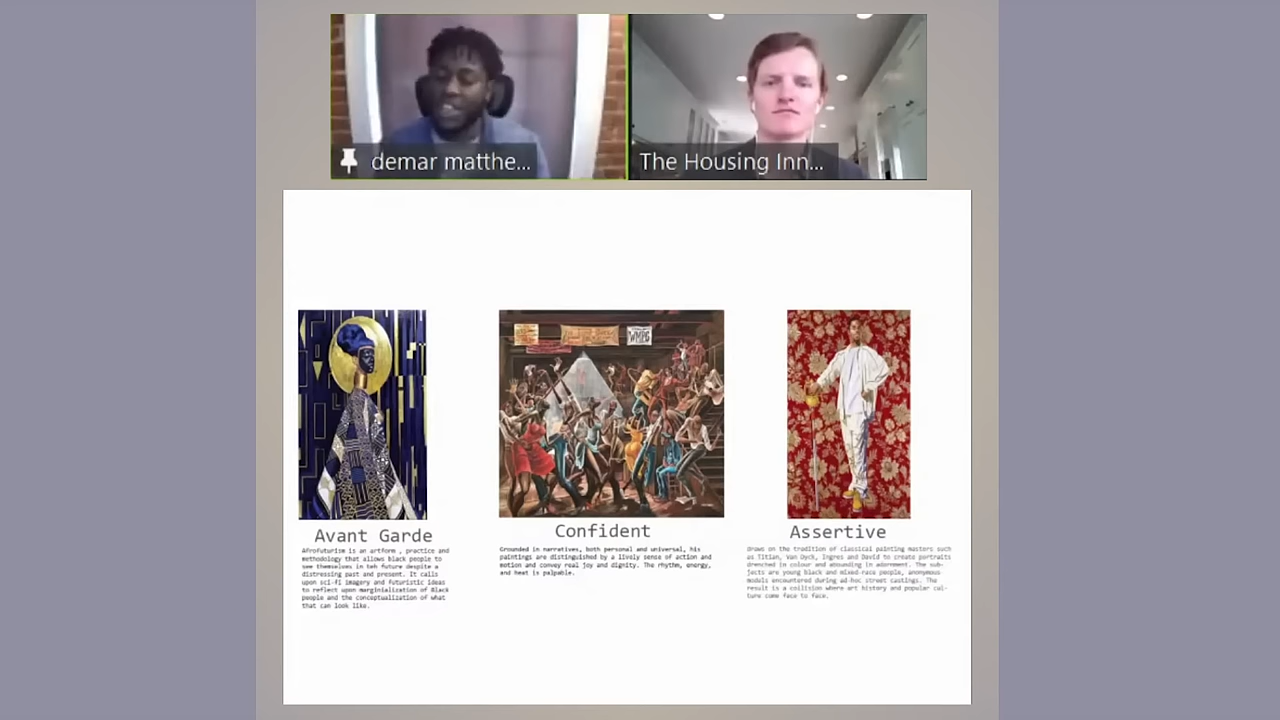 demar matthe...
The Housing Inn...
WMPG
Avant Garde
Afrofuturism is an artform , practice and
methodology that allows black people to
see themselves in teh future despite a
distressing past and present. It calls
upon sci-fi imagery and futuristic ideas
to reflect upon marginialization of Black
people and the conceptualization of what
that can look like.
Confident
Grounded in narratives, both personal and universal, his
paintings are distinguished by a lively sense of action and
motion and convey real joy and dignity. The rhythm, energy,
and heat is palpable.
Assertive
Draws on the tradition of classical painting masters such
as Titian, Van Dyck, Ingres and David to create portraits
drenched in colour and abounding in adornment. The sub-
jects are young black and mixed-race people, anonymous
models encountered during ad-hoc street castings. The
result is a collision where art history and popular cul-
ture come face to face.